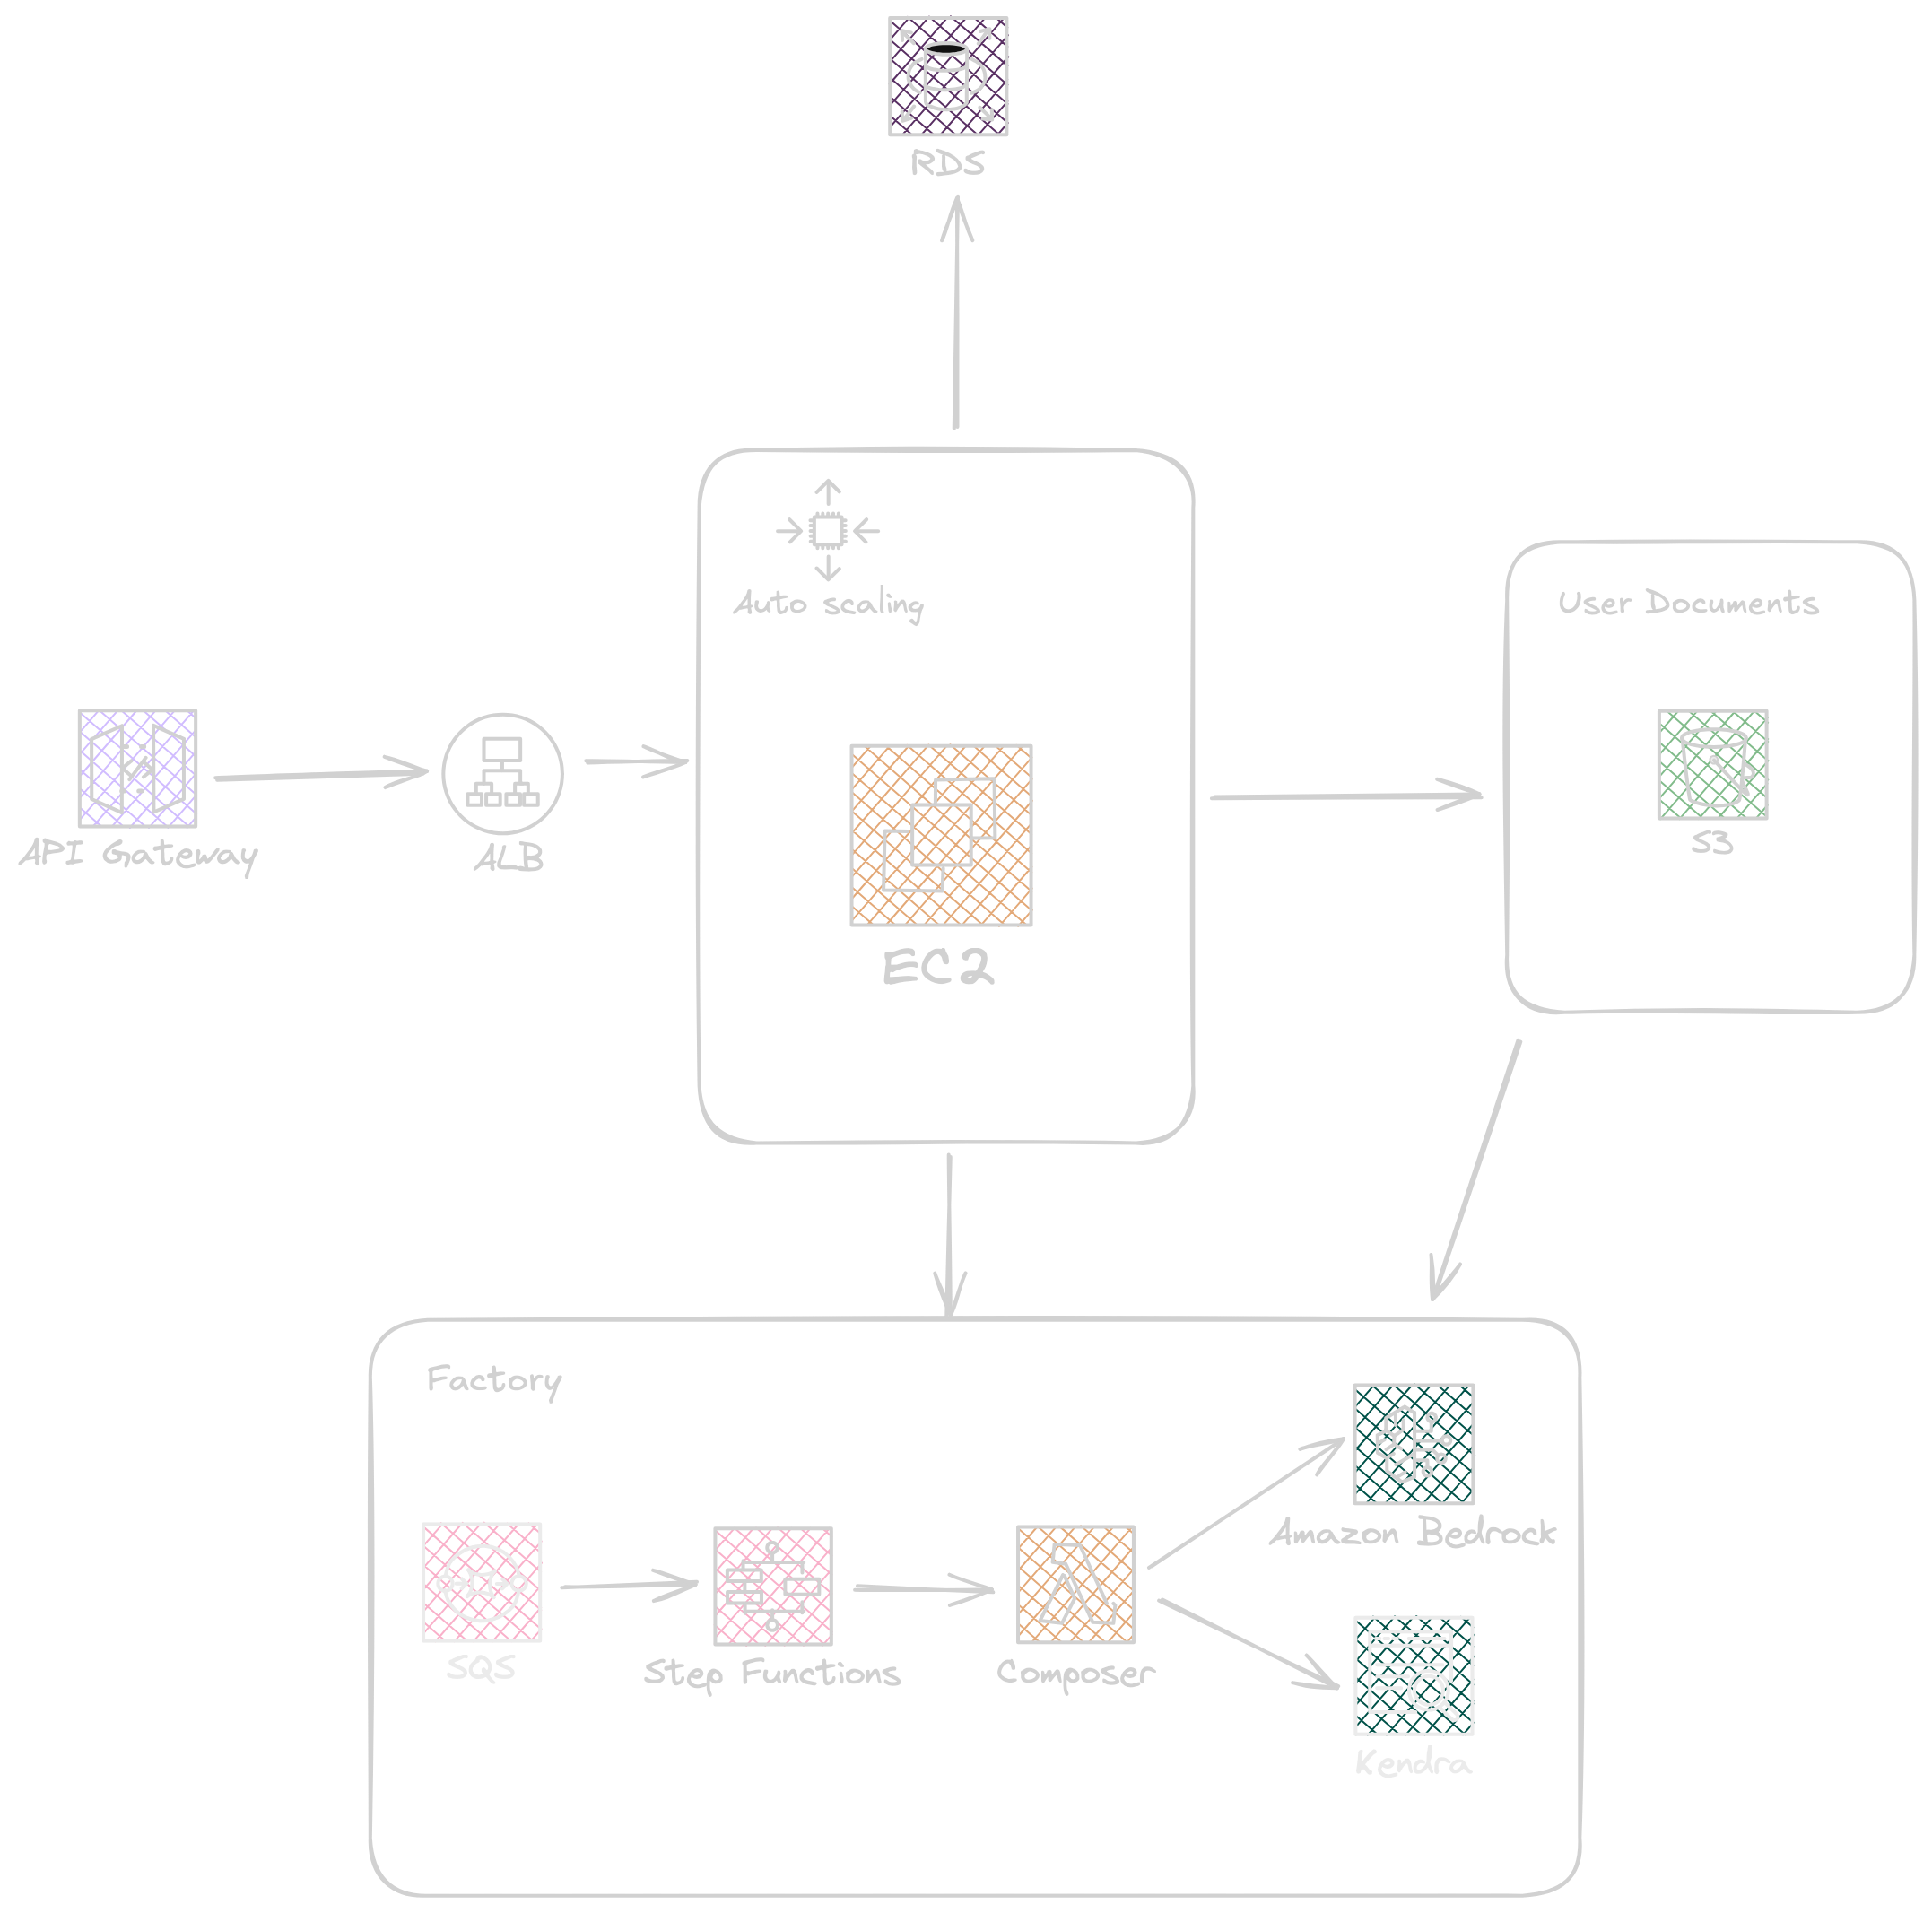 RDS
Auto scaling
User Documents
API Gateway
ALB
S3
EC2
Factory
Amazon Bedrock
SQS
Step Functions
Composer
Kendra